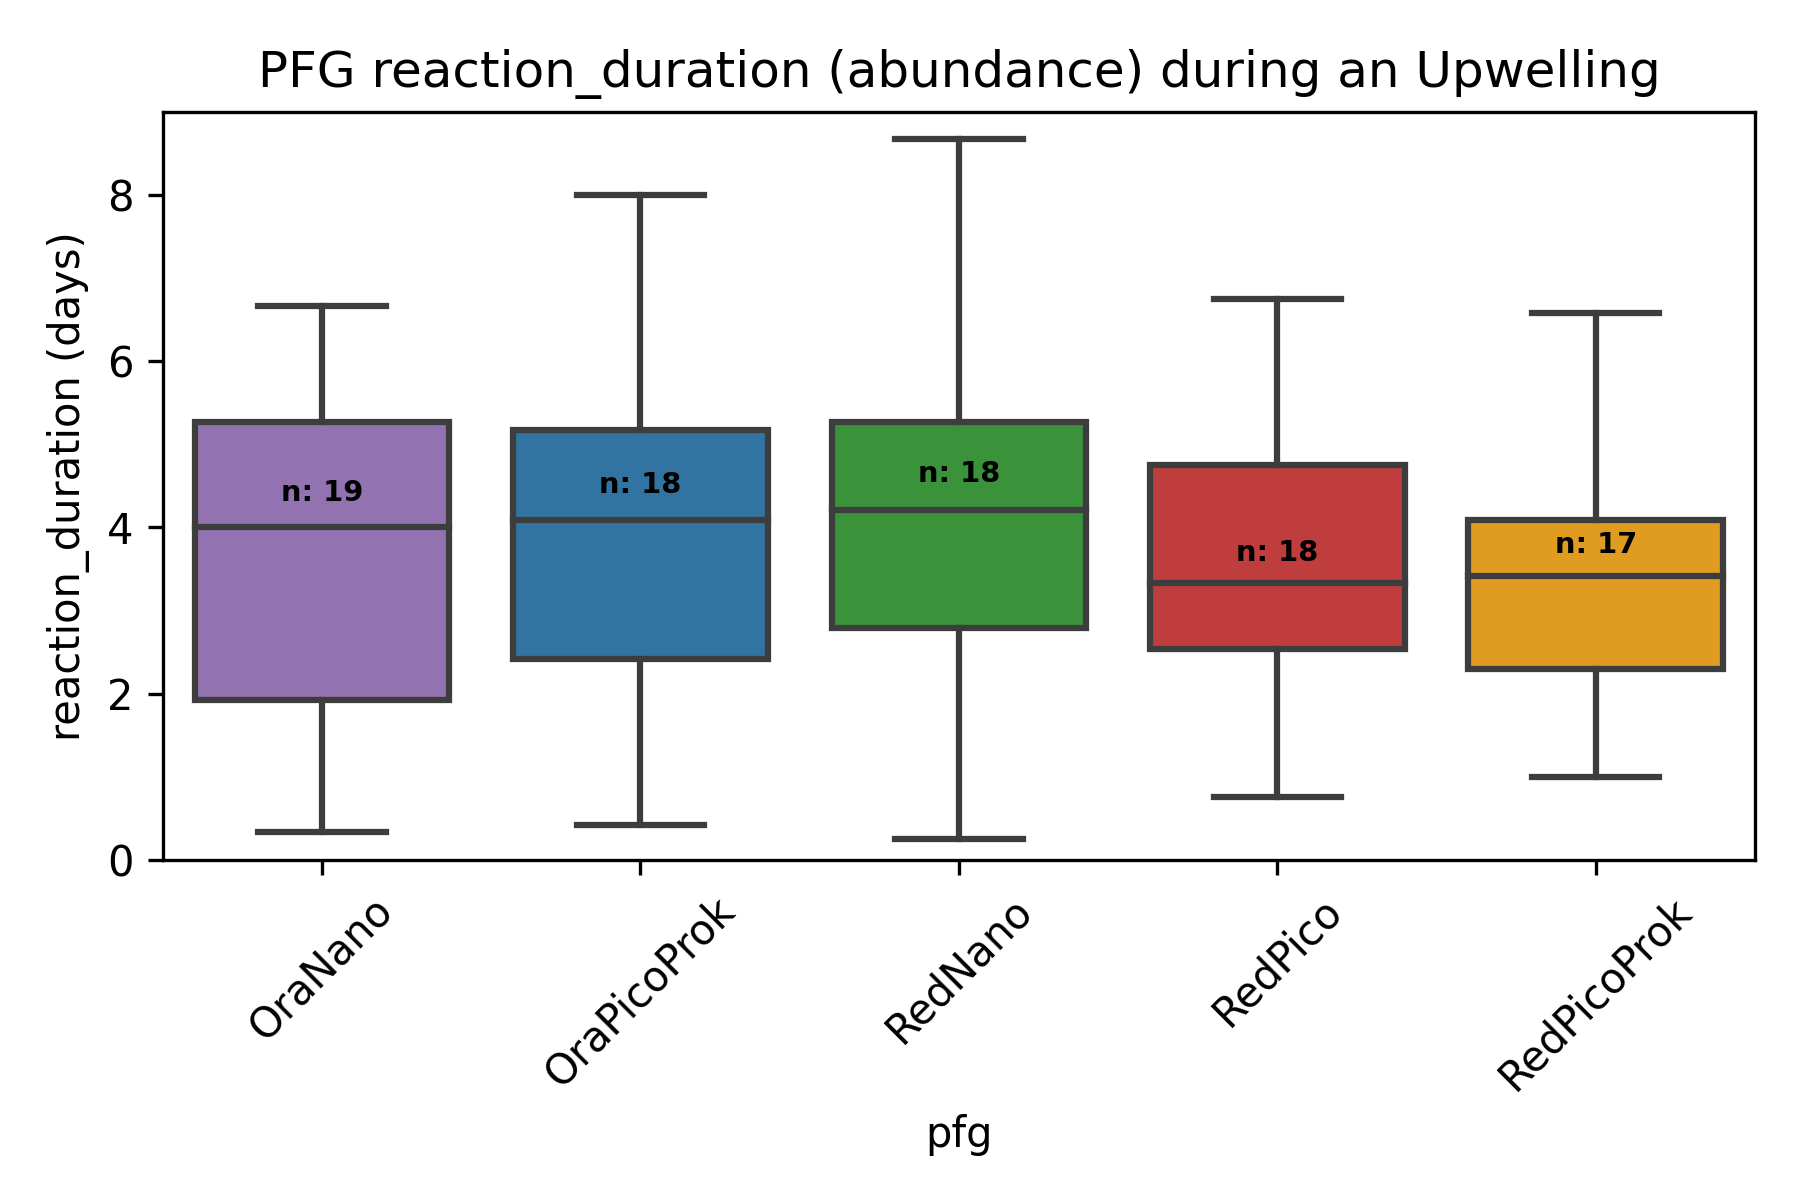 PFG reaction_duration (abundance) during an Upwelling
reaction_duration (days)
8
6
4
2
0
n: 19
n: 18
n: 18
n: 18
n: 17
OraNano
OraPicoProk
RedNano
RedPico
RedPicoProk
pfg